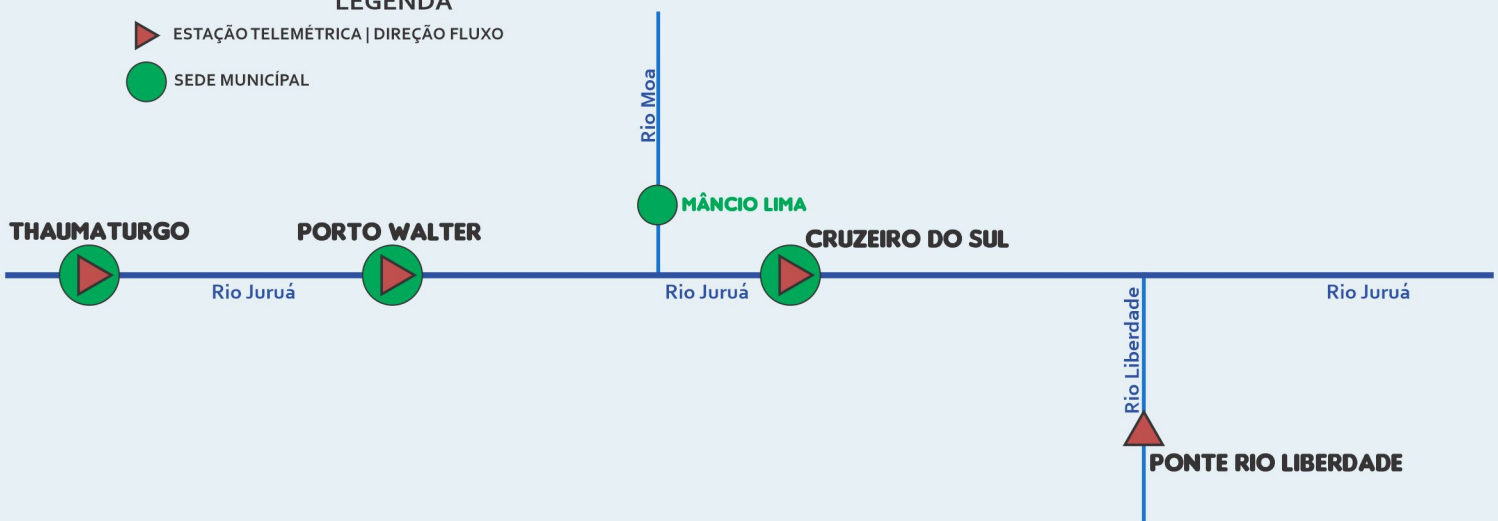 LEGENDA
ESTAÇÃO TELEMÉTRICA | DIREÇÃO FLUXO
SEDE MUNICÍPAL
Rio Moa
MÂNCIO LIMA
THAUMATURGO
PORTO WALTER
CRUZEIRO DO SUL
Rio Juruá
Rio Juruá
Rio Juruá
Rio Liberdade
PONTE RIO LIBERDADE